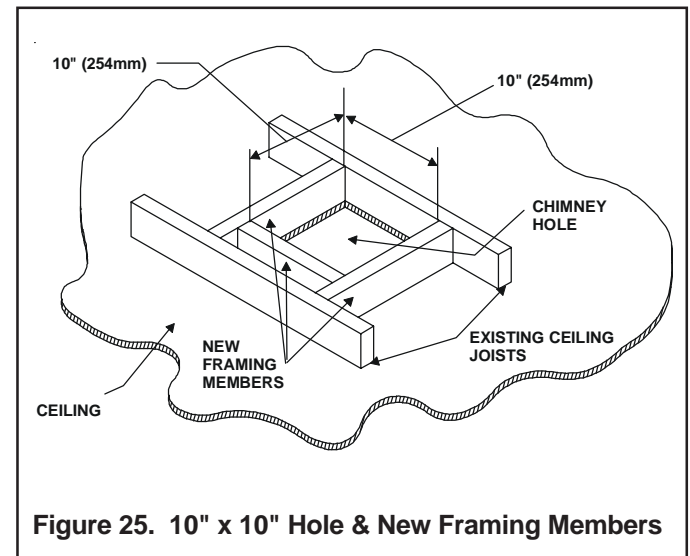 10" (254mm)
10" (254mm)
CHIMNEY
HOLE
EXISTING CEILING
JOISTS
NEW
FRAMING
MEMBERS
CEILING
Figure 25. 10" x 10" Hole & New Framing Members